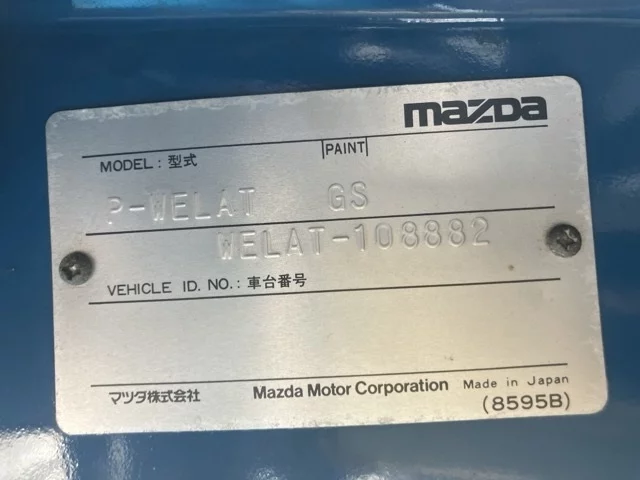 mazda
MODEL : 型式 PAINT
P-WELAT GS
WELAT-108882
VEHICLE ID. NO. : 車台番号
マツダ株式会社 Mazda Motor Corporation Made in Japan
(8595B)